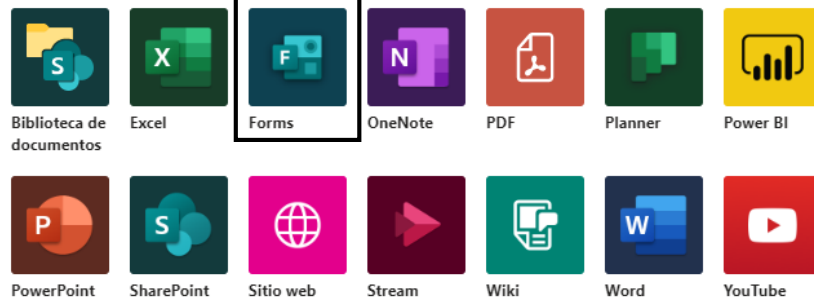 S
X
F
N
Biblioteca de
documentos
Excel
Forms
OneNote
PDF
Planner
Power BI
P
S
W
PowerPoint
SharePoint
Sitio web
Stream
Wiki
Word
YouTube